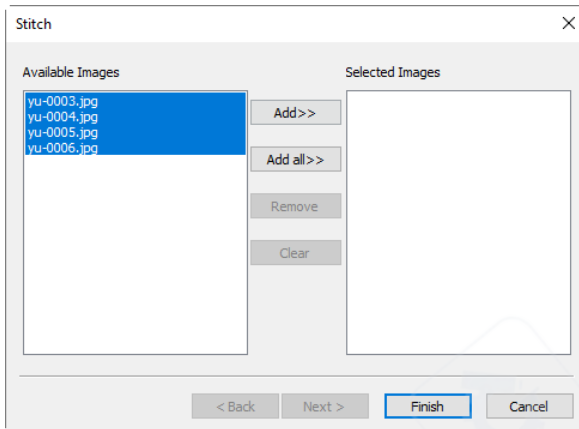 Stitch
Available Images
Selected Images
yu-0003.jpg
yu-0004.jpg
yu-0005.jpg
yu-0006.jpg
Add>>
Add all>>
Remove
Clear
< Back
Next >
Finish
Cancel